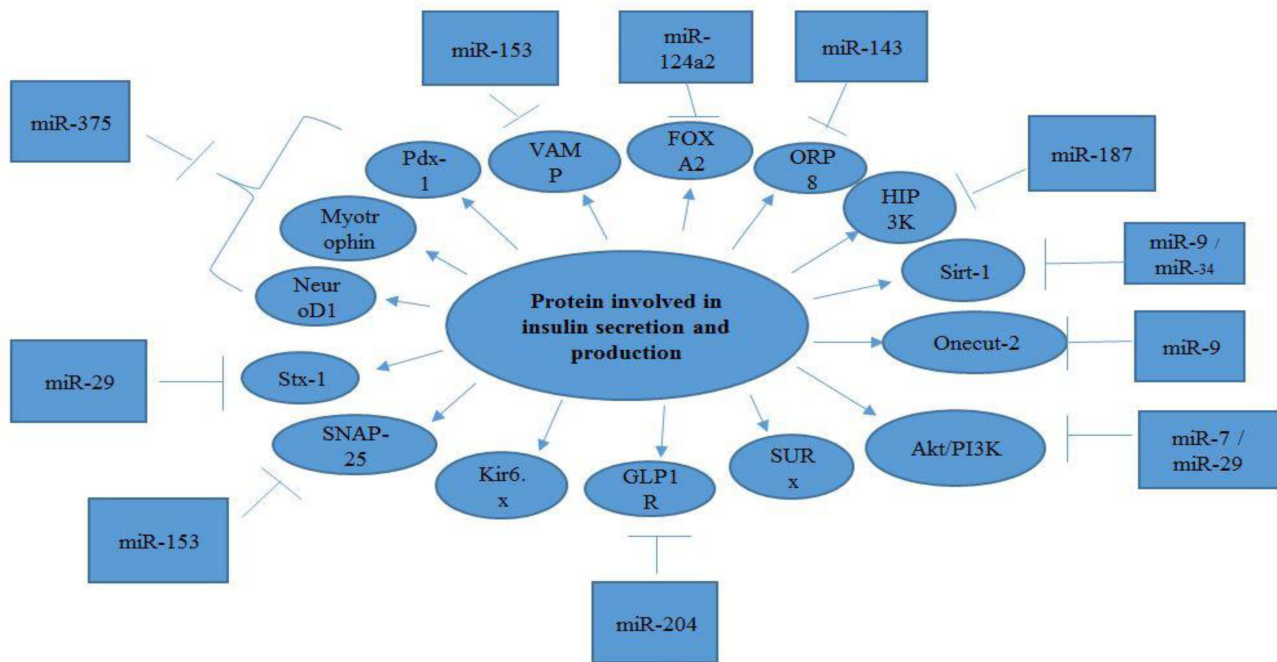 miR-153
miR-
124a2
miR-143
miR-375
miR-187
Pdx-
1
VAM
P
FOX
A2
ORP
8
HIP
3K
Myotr
ophin
Neur
oD1
Protein involved in
insulin secretion and
production
Sirt-1
miR-9 /
miR-34
Onecut-2
miR-9
miR-29
Stx-1
SNAP-
25
Kir6.
x
GLP1
R
SUR
x
Akt/PI3K
miR-7 /
miR-29
miR-153
miR-204